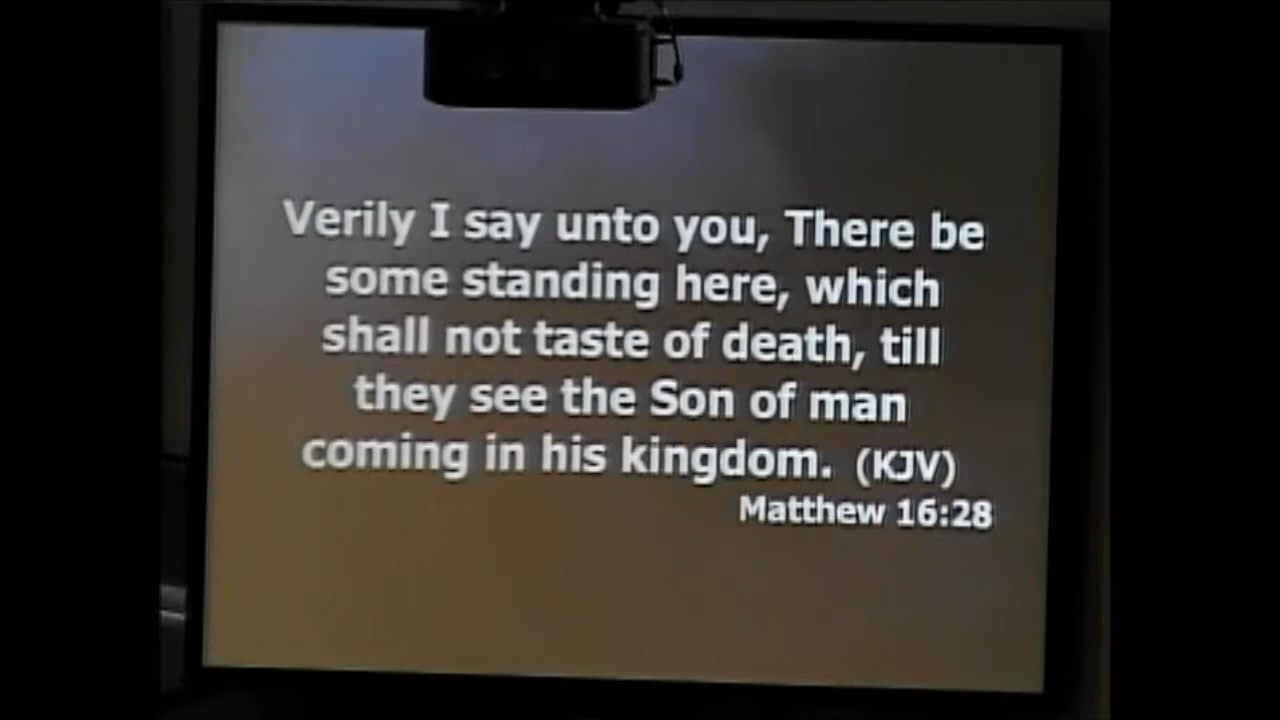 Verily I say unto you, There be
some standing here, which
shall not taste of death, till
they see the Son of man
coming in his kingdom. (KJV)
Matthew 16:28